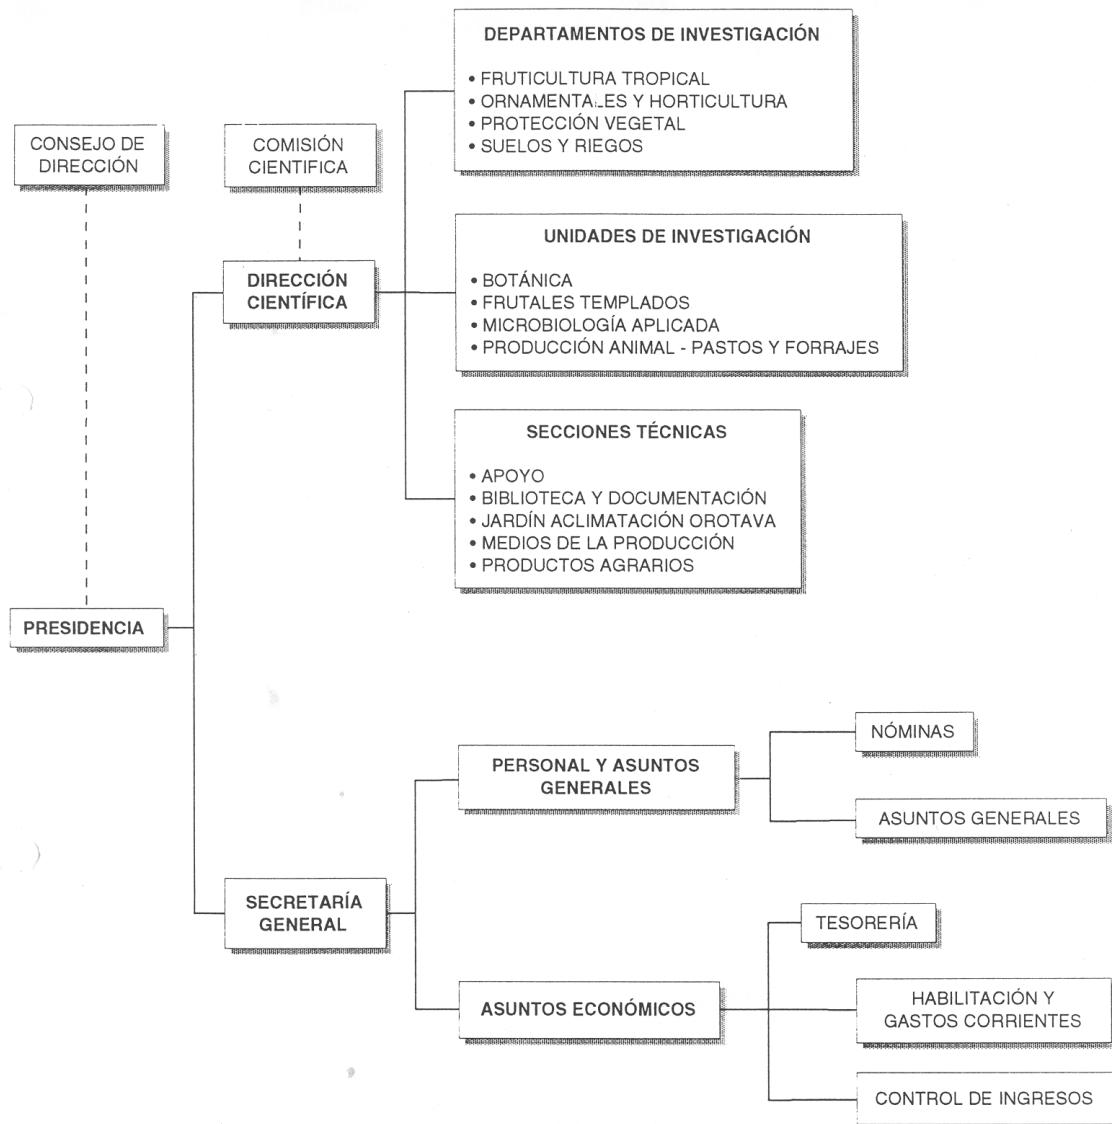 DEPARTAMENTOS DE INVESTIGACIÓN
• FRUTICULTURA TROPICAL
• ORNAMENTALES Y HORTICULTURA
• PROTECCIÓN VEGETAL
• SUELOS Y RIEGOS
CONSEJO DE
DIRECCIÓN
COMISIÓN
CIENTIFICA
UNIDADES DE INVESTIGACIÓN
• BOTÁNICA
• FRUTALES TEMPLADOS
• MICROBIOLOGÍA APLICADA
• PRODUCCIÓN ANIMAL - PASTOS Y FORRAJES
DIRECCIÓN
CIENTÍFICA
SECCIONES TÉCNICAS
• APOYO
• BIBLIOTECA Y DOCUMENTACIÓN
• JARDÍN ACLIMATACIÓN OROTAVA
• MEDIOS DE LA PRODUCCIÓN
• PRODUCTOS AGRARIOS
PRESIDENCIA
PERSONAL Y ASUNTOS
GENERALES
NÓMINAS
ASUNTOS GENERALES
SECRETARÍA
GENERAL
TESORERÍA
ASUNTOS ECONÓMICOS
HABILITACIÓN Y
GASTOS CORRIENTES
CONTROL DE INGRESOS